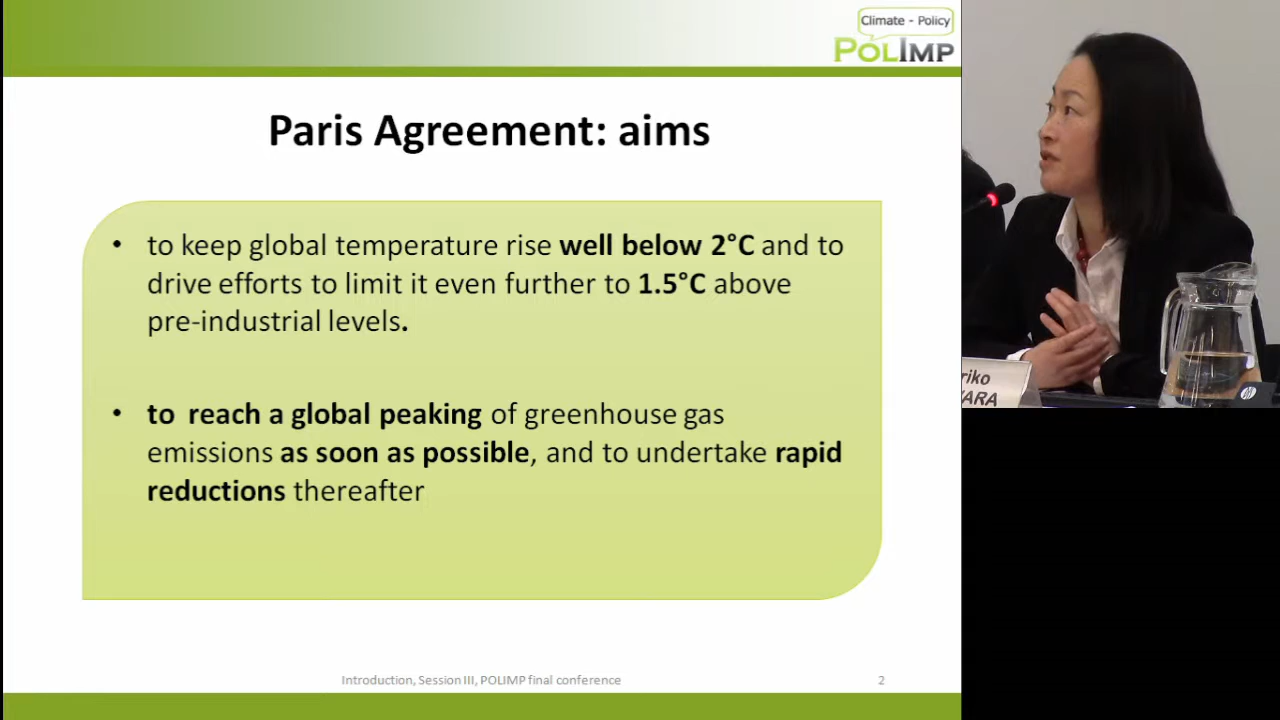 Climate - Policy
POLIMP
Paris Agreement: aims
• to keep global temperature rise well below 2°C and to
drive efforts to limit it even further to 1.5°C above
pre-industrial levels.
• to reach a global peaking of greenhouse gas
emissions as soon as possible, and to undertake rapid
reductions thereafter
Introduction, Session III, POLIMP final conference
2
riko
hp